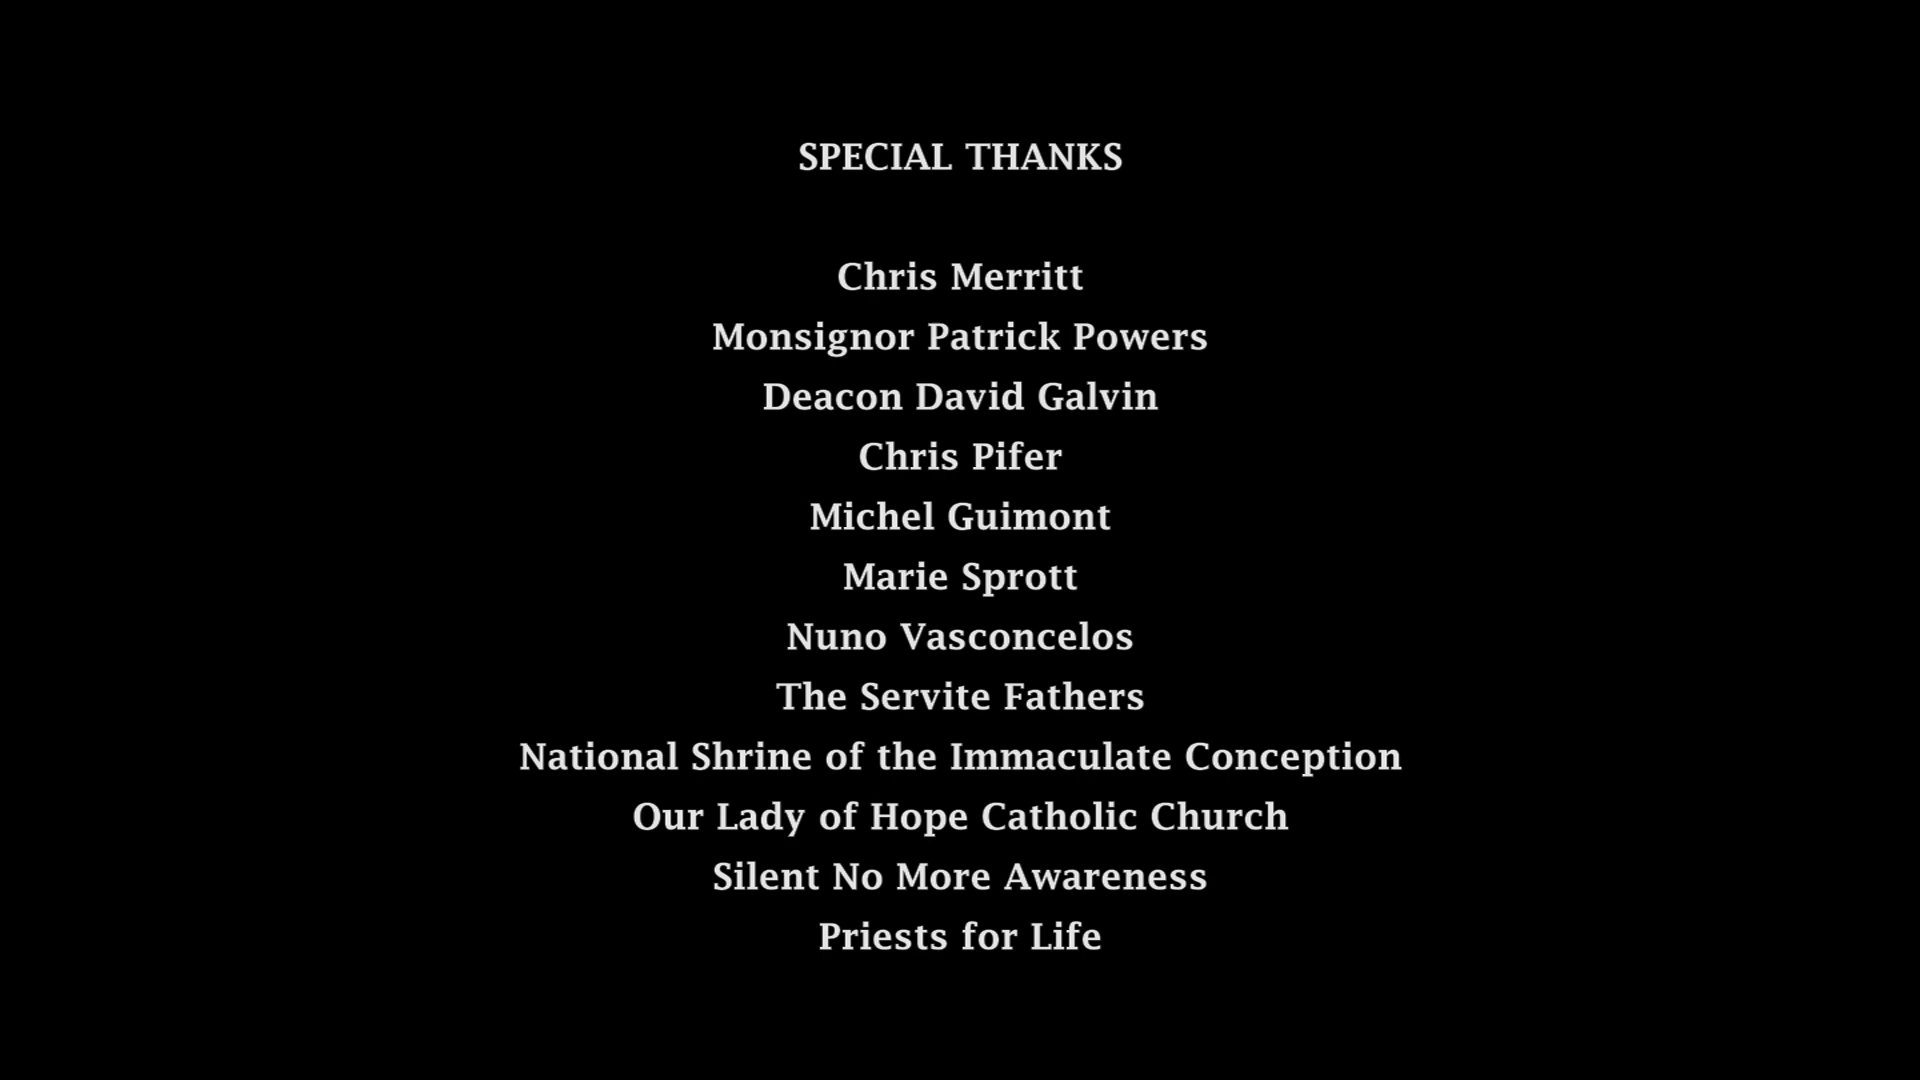 SPECIAL THANKS
Chris Merritt
Monsignor Patrick Powers
Deacon David Galvin
Chris Pifer
Michel Guimont
Marie Sprott
Nuno Vasconcelos
The Servite Fathers
National Shrine of the Immaculate Conception
Our Lady of Hope Catholic Church
Silent No More Awareness
Priests for Life